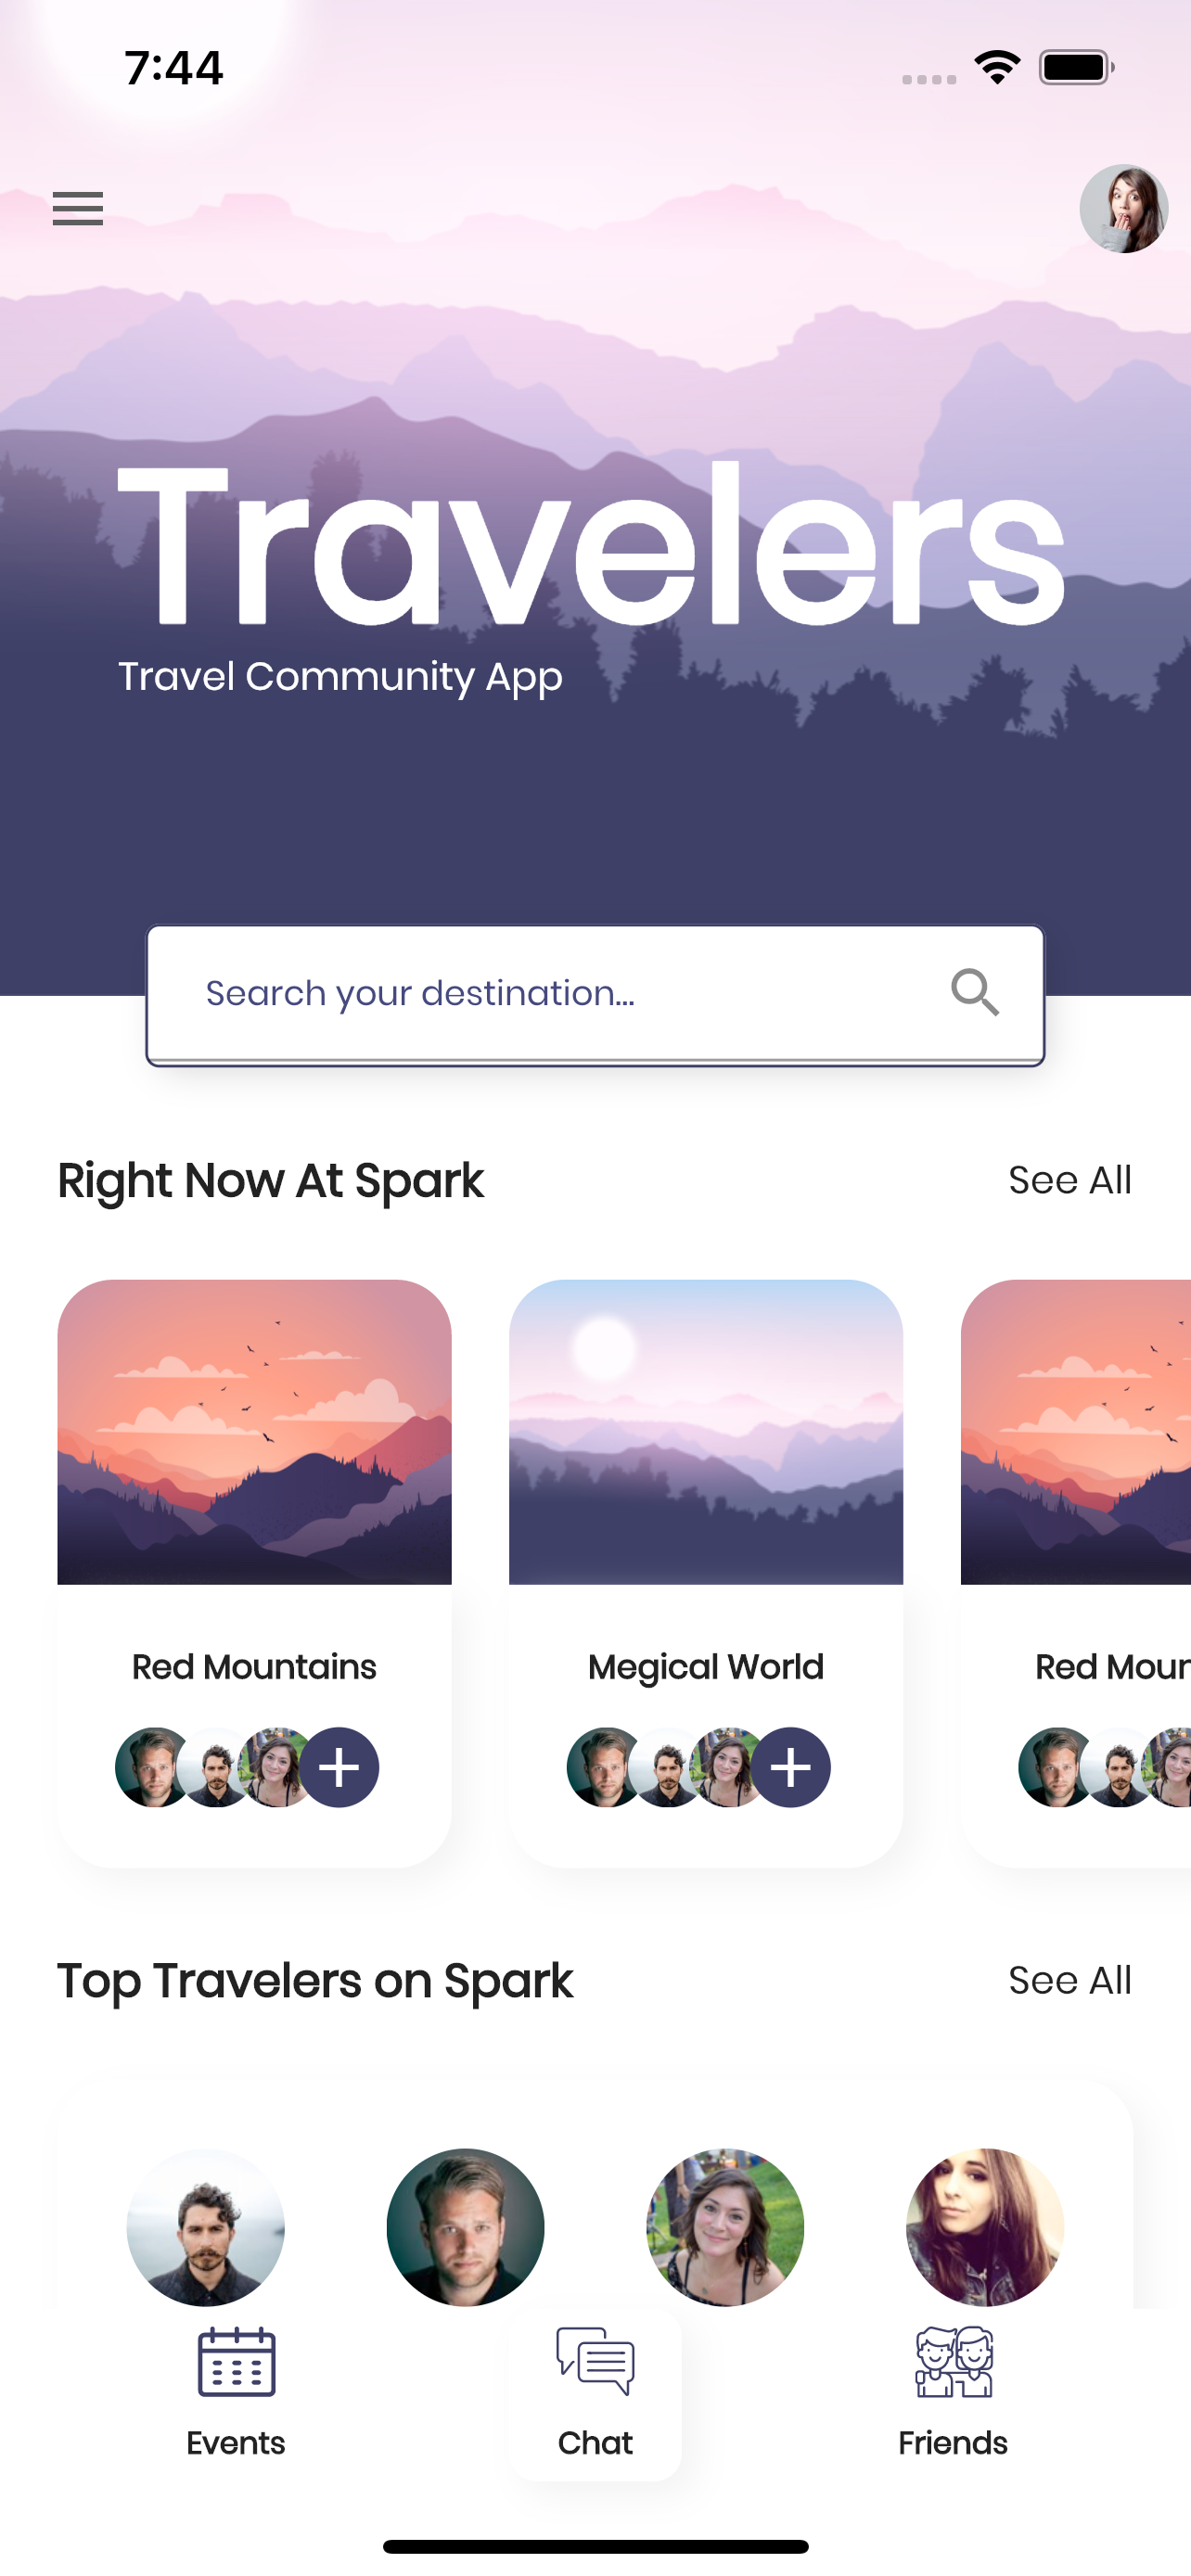 7:44
Travelers
Travel Community App
Search your destination...
Right Now At Spark See All
Red Mountains Megical World Red Moun
Top Travelers on Spark See All
Events Chat Friends